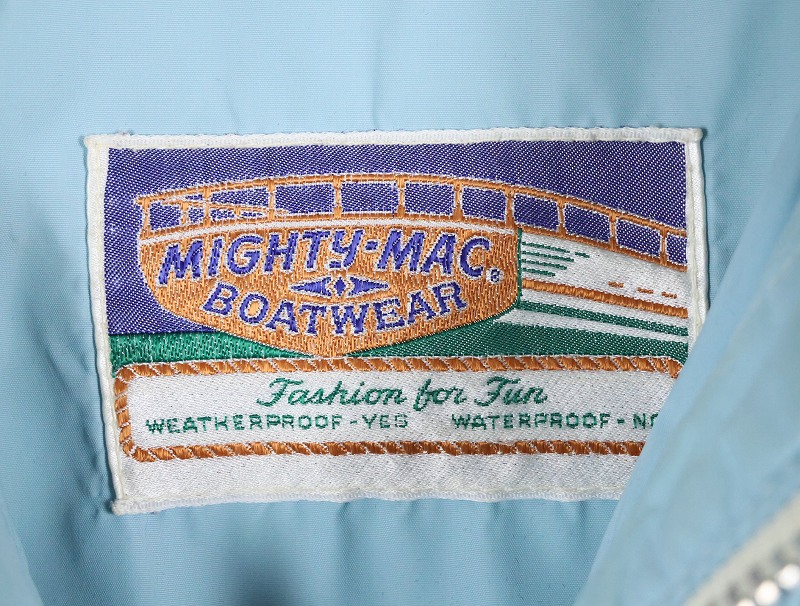 MIGHTY-MAC®
BOATWEAR
Fashion for Fun
WEATHERPROOF-YES WATERPROOF-NO